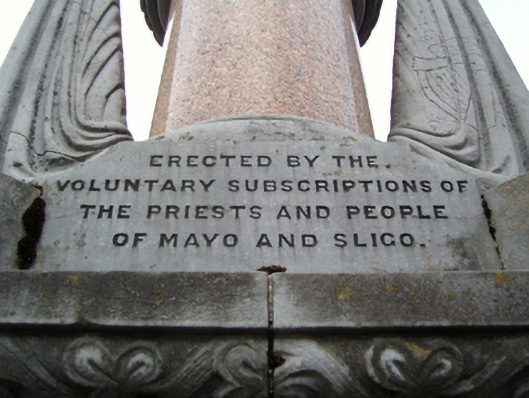 ERECTED BY THE.
VOLUNTARY SUBSCRIPTIONS OF
THE PRIESTS AND PEOPLE
OF MAYO AND SLIGO.